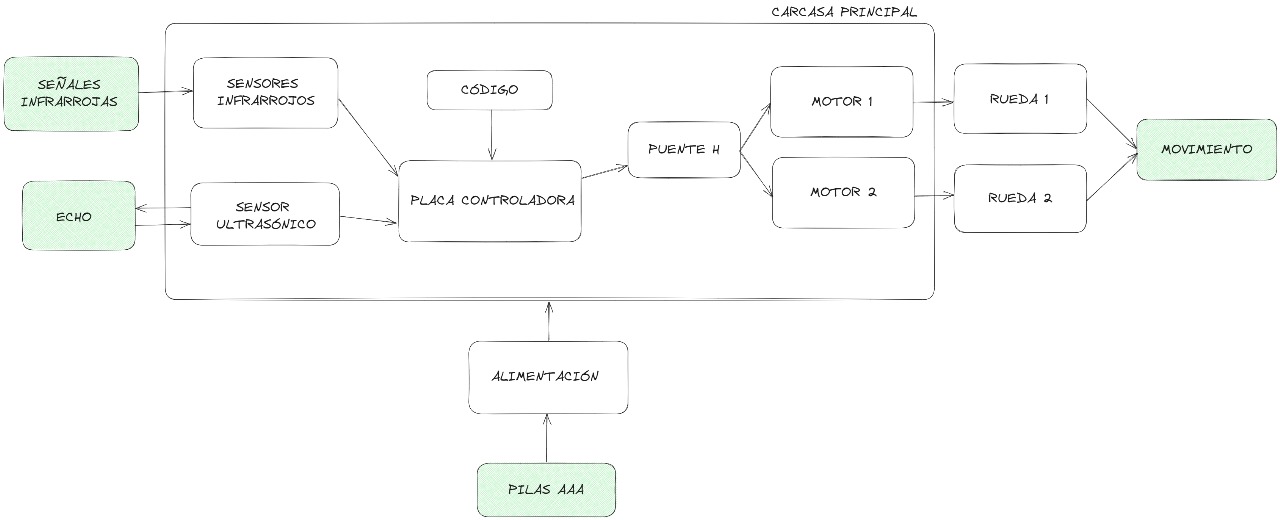 CARCASA PRINCIPAL
SEÑALES
INFRARROJAS
SENSORES
INFRARROJOS
CÓDIGO
MOTOR 1
RUEDA 1
PUENTE H
MOVIMIENTO
ECHO
SENSOR
ULTRASÓNICO
PLACA CONTROLADORA
MOTOR 2
RUEDA 2
ALIMENTACIÓN
PILAS AAA